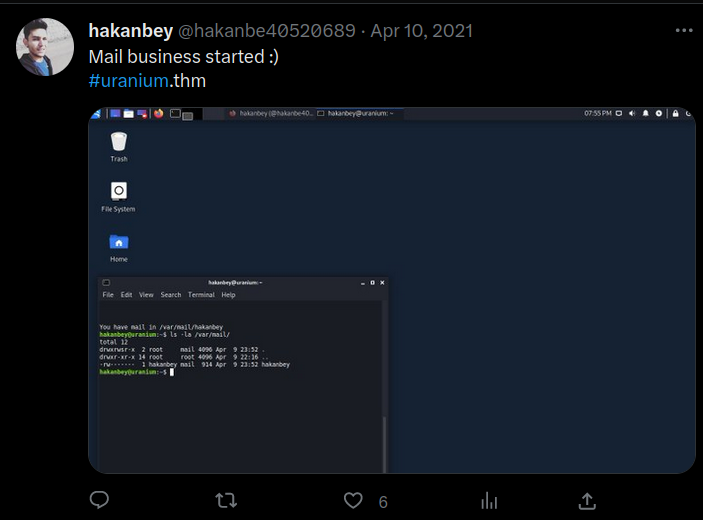 hakanbey @hakanbe40520689 · Apr 10, 2021
Mail business started :)
#uranium.thm
hakanbey (@hakanbe40... hakanbey@uranium: ~ 07:55 PM
Trash
File System
Home
hakanbey@uranium: ~
File Edit View Search Terminal Help
You have mail in /var/mail/hakanbey
hakanbey@uranium:~$ ls -la /var/mail/
total 12
drwxrwsr-x 2 root mail 4096 Apr 9 23:52 .
drwxr-xr-x 14 root root 4096 Apr 9 22:16 ..
-rw------- 1 hakanbey mail 914 Apr 9 23:52 hakanbey
hakanbey@uranium:~$
6